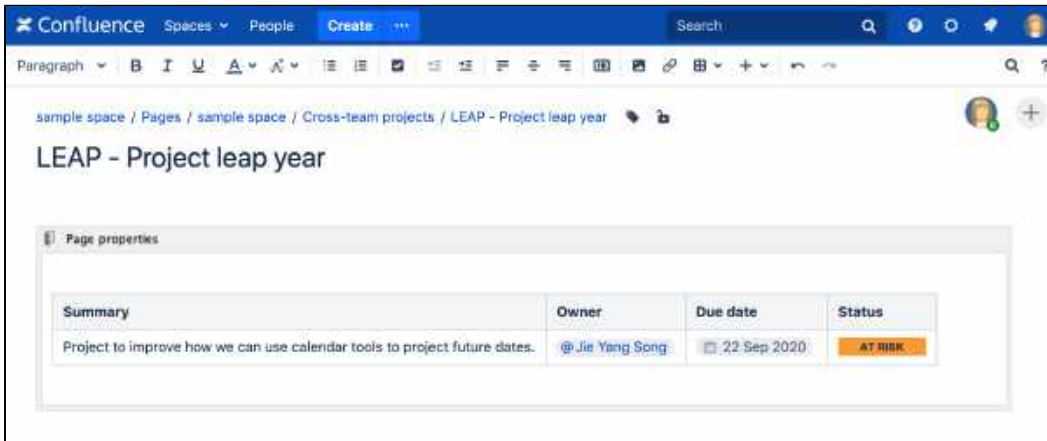 Confluence Spaces People Create ··· Search
Paragraph B I U A
sample space / Pages / sample space / Cross-team projects / LEAP - Project leap year
LEAP - Project leap year
Page properties
Summary Owner Due date Status
Project to improve how we can use calendar tools to project future dates. @ Jie Yang Song 22 Sep 2020 AT RISK